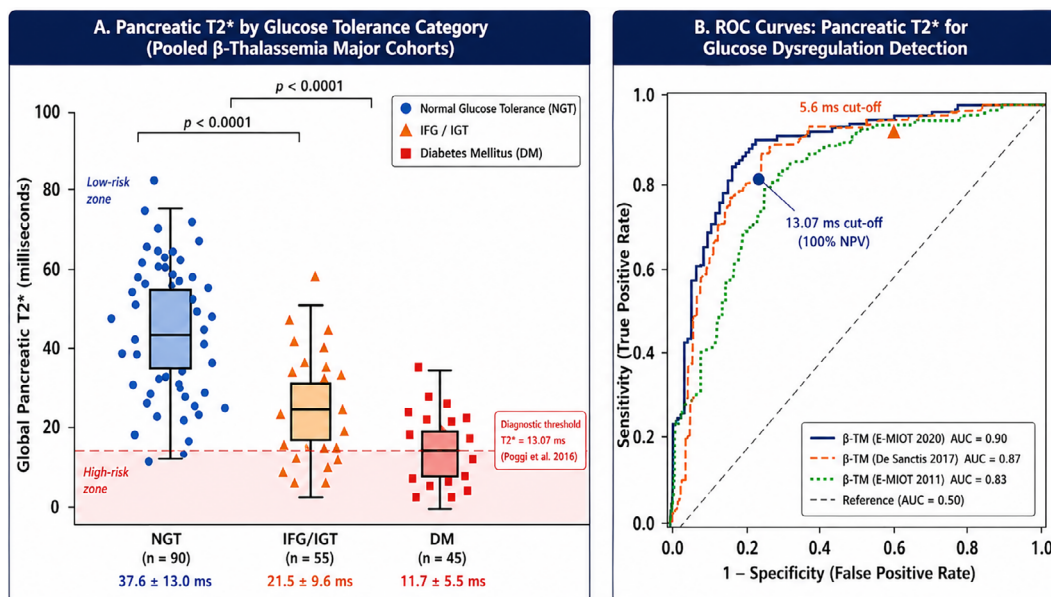 A. Pancreatic T2* by Glucose Tolerance Category
(Pooled β-Thalassemia Major Cohorts)
p < 0.0001
p < 0.0001
Normal Glucose Tolerance (NGT)
IFG / IGT
Diabetes Mellitus (DM)
Global Pancreatic T2* (milliseconds)
100
80
60
40
20
0
Low-risk
zone
High-risk
zone
Diagnostic threshold
T2* = 13.07 ms
(Poggi et al. 2016)
NGT
(n = 90)
37.6 ± 13.0 ms
IFG/IGT
(n = 55)
21.5 ± 9.6 ms
DM
(n = 45)
11.7 ± 5.5 ms
B. ROC Curves: Pancreatic T2* for
Glucose Dysregulation Detection
Sensitivity (True Positive Rate)
1.0
0.8
0.6
0.4
0.2
0.0
5.6 ms cut-off
13.07 ms cut-off
(100% NPV)
β-TM (E-MIOT 2020) AUC = 0.90
β-TM (De Sanctis 2017) AUC = 0.87
β-TM (E-MIOT 2011) AUC = 0.83
Reference (AUC = 0.50)
0.0 0.2 0.4 0.6 0.8 1.0
1 – Specificity (False Positive Rate)